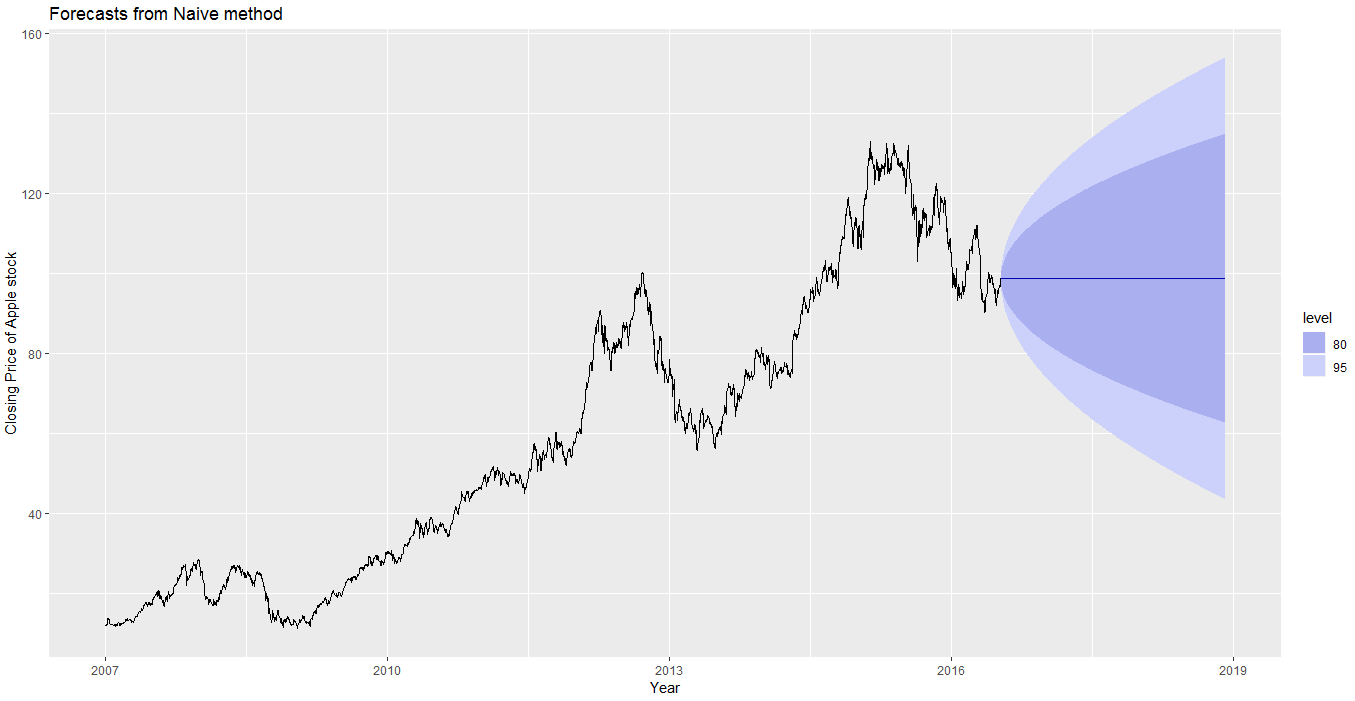 Forecasts from Naive method
160
120
80
40
Closing Price of Apple stock
2007
2010
2013
2016
2019
Year
level
80
95